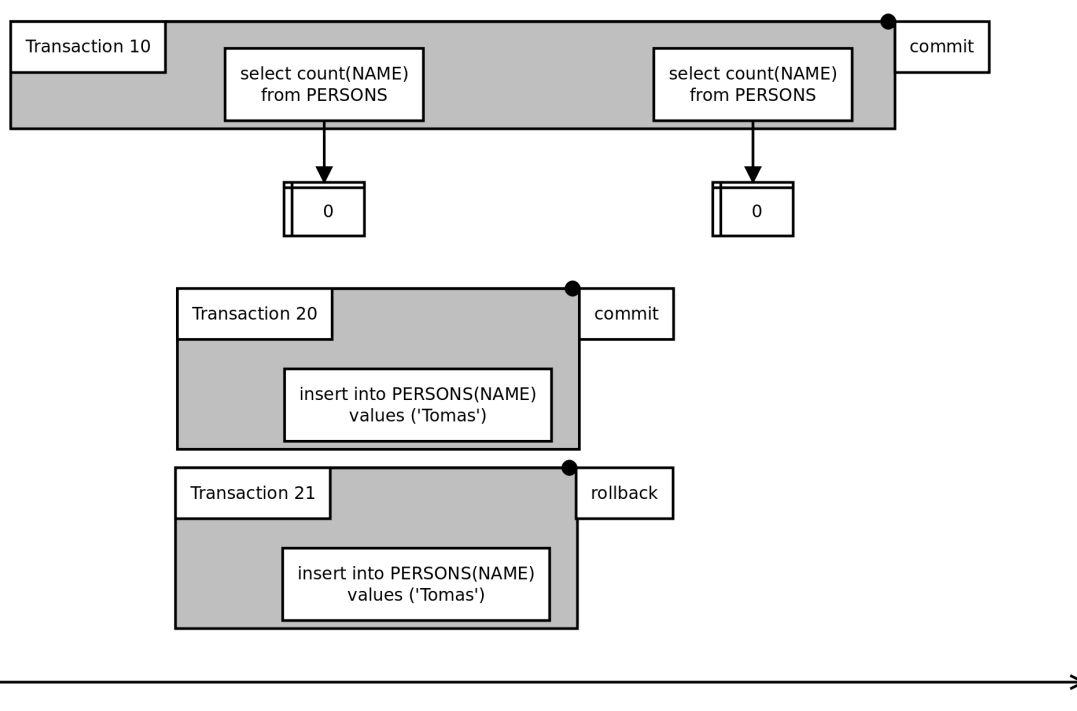 Transaction 10
commit
select count(NAME)
from PERSONS
select count(NAME)
from PERSONS
0
0
Transaction 20
commit
insert into PERSONS(NAME)
values ('Tomas')
Transaction 21
rollback
insert into PERSONS(NAME)
values ('Tomas')